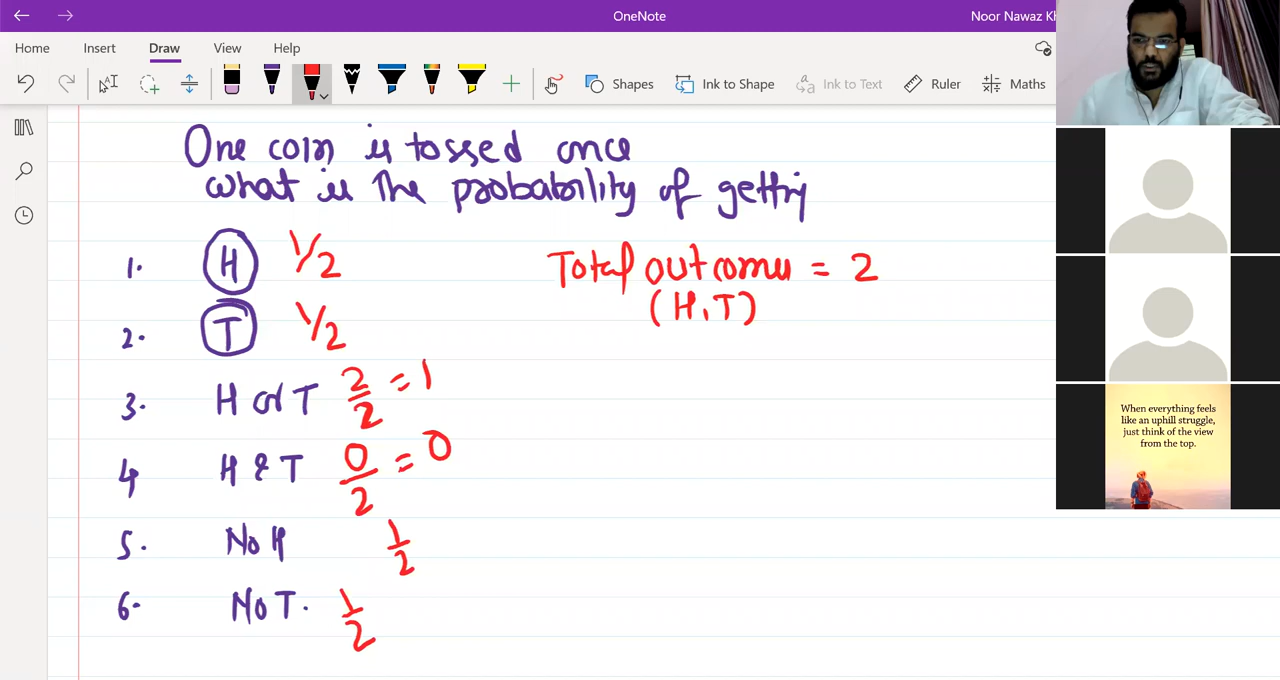 OneNote
Noor Nawaz Kh
Home Insert Draw View Help
Shapes Ink to Shape Ink to Text Ruler Maths
One coin is tossed once
what is the probability of getting
1. H 1/2
Total outcomes = 2
(H, T)
2. T 1/2
3. H or T 2/2 = 1
4 H & T 0/2 = 0
5. No H 1/2
6. No T. 1/2
When everything feels
like an uphill struggle,
just think of the view
from the top.